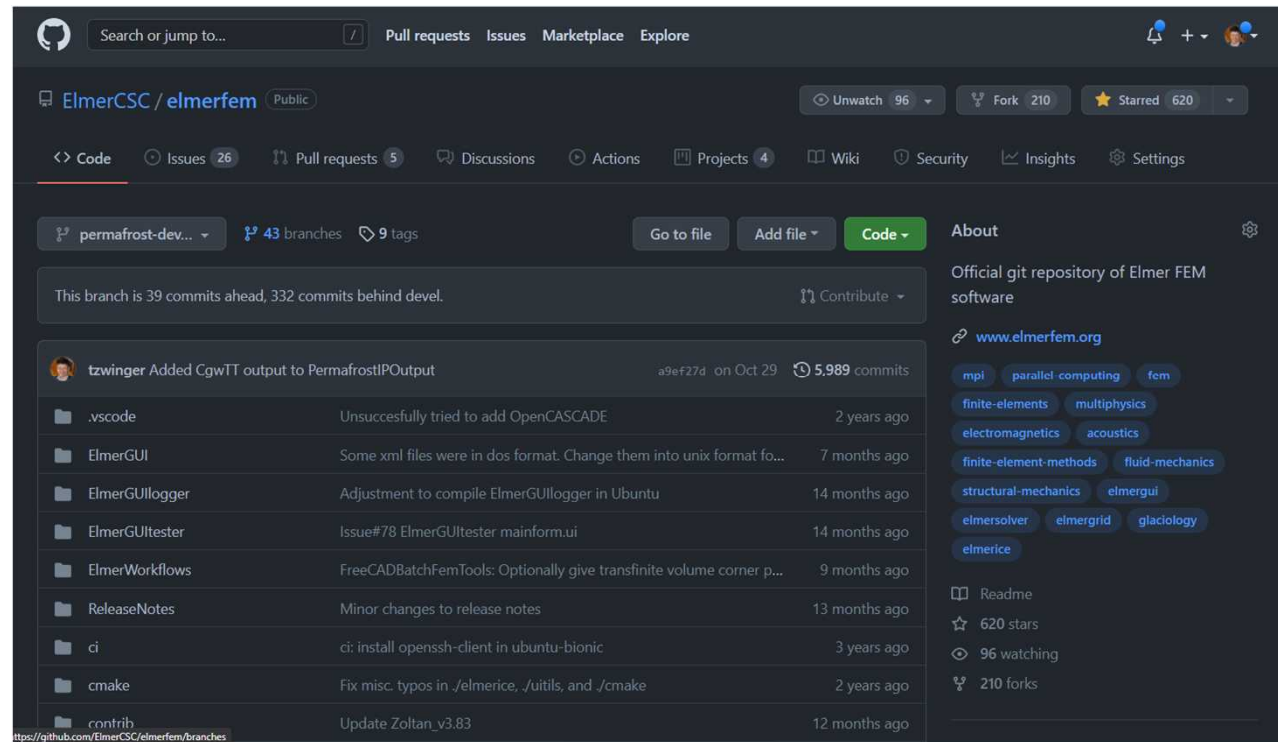 Search or jump to... / Pull requests Issues Marketplace Explore
ElmerCSC / elmerfem Public
Unwatch 96 Fork 210 Starred 620
<> Code Issues 26 Pull requests 5 Discussions Actions Projects 4 Wiki Security Insights Settings
permafrost-dev... 43 branches 9 tags Go to file Add file Code
This branch is 39 commits ahead, 332 commits behind devel. Contribute
tzwinger Added CgwTT output to PermafrostIPOutput a9ef27d on Oct 29 5,989 commits
.vscode Unsuccesfully tried to add OpenCASCADE 2 years ago
ElmerGUI Some xml files were in dos format. Change them into unix format fo... 7 months ago
ElmerGUIlogger Adjustment to compile ElmerGUIlogger in Ubuntu 14 months ago
ElmerGUItester Issue#78 ElmerGUItester mainform.ui 14 months ago
ElmerWorkflows FreeCADBatchFemTools: Optionally give transfinite volume corner p... 9 months ago
ReleaseNotes Minor changes to release notes 13 months ago
ci ci: install openssh-client in ubuntu-bionic 3 years ago
cmake Fix misc. typos in ./elmerice, ./uitils, and ./cmake 2 years ago
contrib Update Zoltan_v3.83 12 months ago
ttps://github.com/ElmerCSC/elmerfem/branches
About
Official git repository of Elmer FEM
software
www.elmerfem.org
mpi parallel-computing fem
finite-elements multiphysics
electromagnetics acoustics
finite-element-methods fluid-mechanics
structural-mechanics elmergui
elmersolver elmergrid glaciology
elmerice
Readme
620 stars
96 watching
210 forks